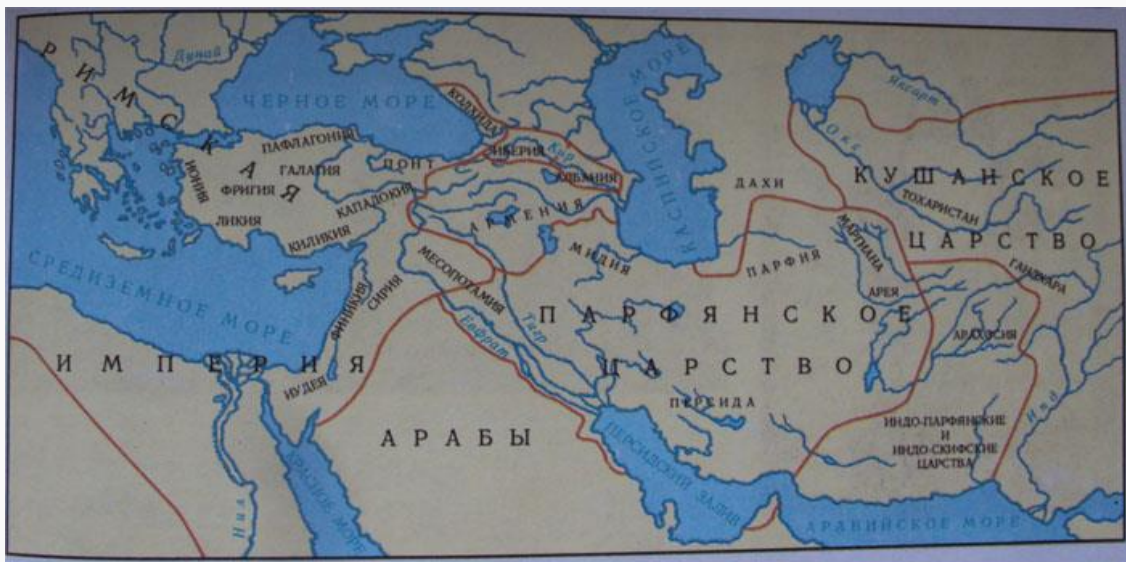 РИМСКАЯ
Дунай
ЧЕРНОЕ МОРЕ
КОЛХИДА
КАСПИЙСКОЕ МОРЕ
Яксарт
Окс
ПАФЛАГОНИЯ
ПОНТ
ИБЕРИЯ
Кур
АЛБАНИЯ
ИОНИЯ
ГАЛАТИЯ
ФРИГИЯ
КАПАДОКИЯ
АРМЕНИЯ
ДАХИ
КУШАНСКОЕ
ТОХАРИСТАН
ЛИКИЯ
КИЛИКИЯ
МИДИЯ
ПАРФИЯ
МАРГИАНА
ЦАРСТВО
ГАНДХАРА
СРЕДИЗЕМНОЕ МОРЕ
ФИНИКИЯ
СИРИЯ
МЕСОПОТАМИЯ
АРЕЯ
ПАРФЯНСКОЕ
Евфрат
Тигр
АРАХОСИЯ
ИМПЕРИЯ
ИУДЕЯ
ЦАРСТВО
ПЕРСИДА
Инд
АРАБЫ
ИНДО-ПАРФЯНСКИЕ
И
ИНДО-СКИФСКИЕ
ЦАРСТВА
Нил
КРАСНОЕ МОРЕ
ПЕРСИДСКИЙ ЗАЛИВ
АРАВИЙСКОЕ МОРЕ